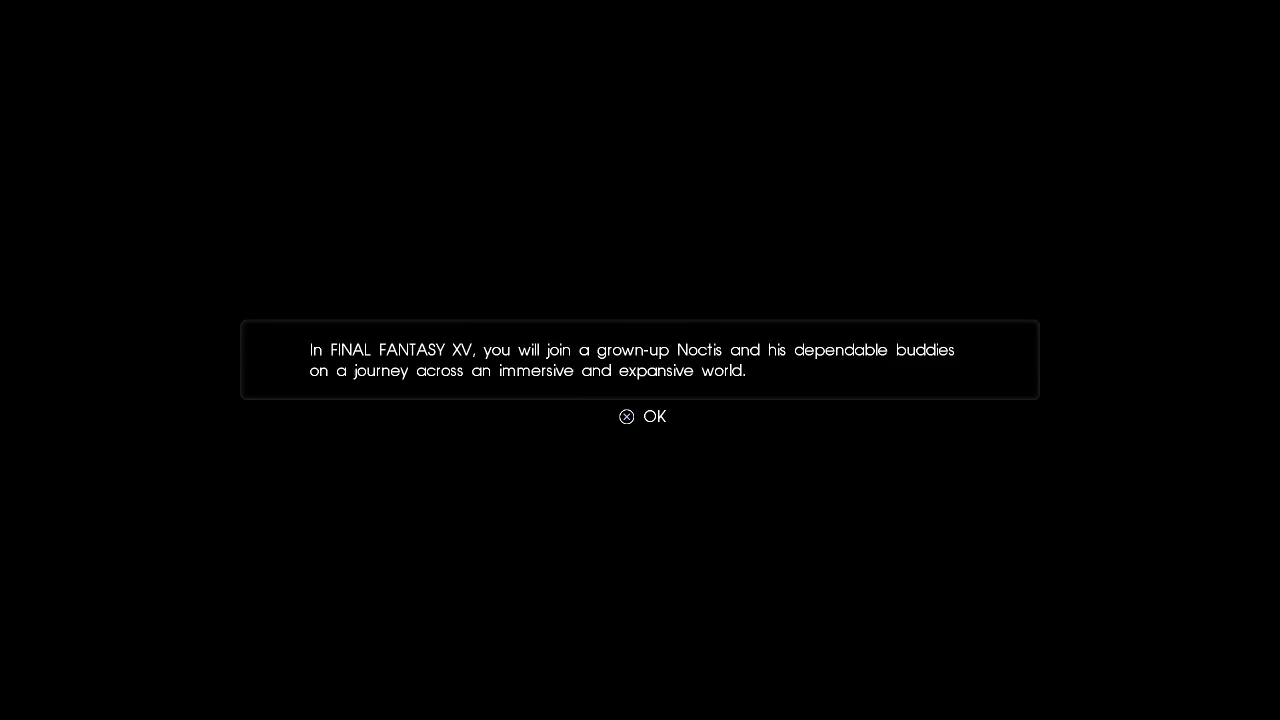 In FINAL FANTASY XV, you will join a grown-up Noctis and his dependable buddies
on a journey across an immersive and expansive world.
OK